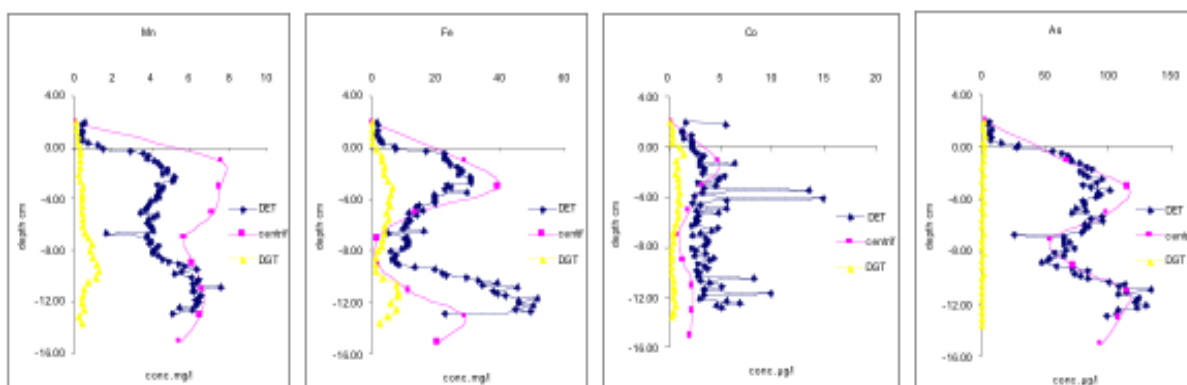 Mn
0 2 4 6 8 10
4.00
0.00
-4.00
-8.00
-12.00
-16.00
depth cm
DET
centrif
DGT
conc.mg/l
Fe
0 20 40 60
4.00
0.00
-4.00
-8.00
-12.00
-16.00
depth cm
DET
centrif
DGT
conc.mg/l
Co
0 5 10 15 20
4.00
0.00
-4.00
-8.00
-12.00
-16.00
depth cm
DET
centrif
DGT
conc.µg/l
As
0 50 100 150
4.00
0.00
-4.00
-8.00
-12.00
-16.00
depth cm
DET
centrif
DGT
conc.µg/l